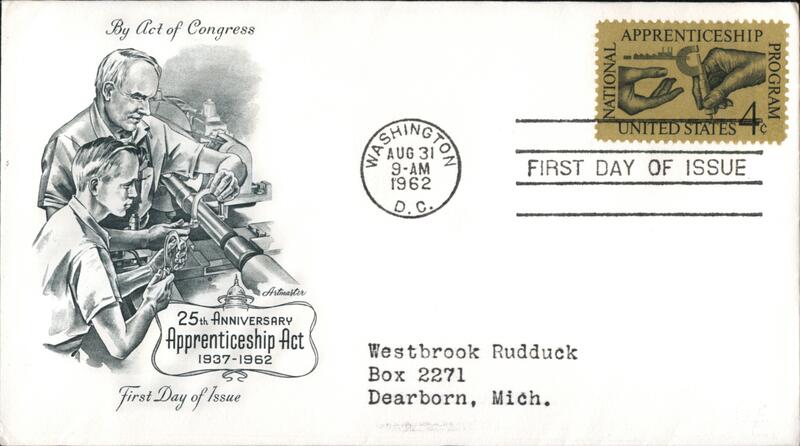 By Act of Congress
Artmaster
25th ANNIVERSARY
Apprenticeship Act
1937-1962
First Day of Issue
WASHINGTON
AUG 31
9-AM
1962
D.C.
NATIONAL APPRENTICESHIP PROGRAM
UNITED STATES 4c
FIRST DAY OF ISSUE
Westbrook Rudduck
Box 2271
Dearborn, Mich.